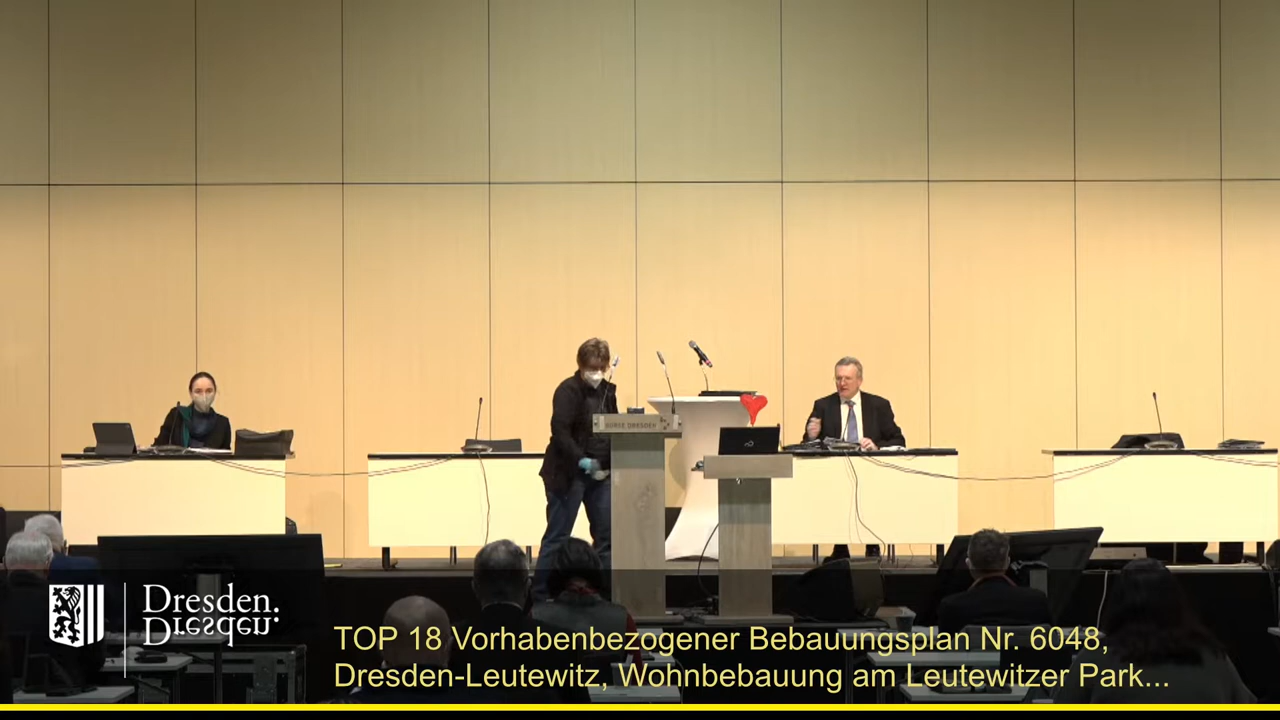 Dresden.
Dresden.
TOP 18 Vorhabenbezogener Bebauungsplan Nr. 6048,
Dresden-Leutewitz, Wohnbebauung am Leutewitzer Park...